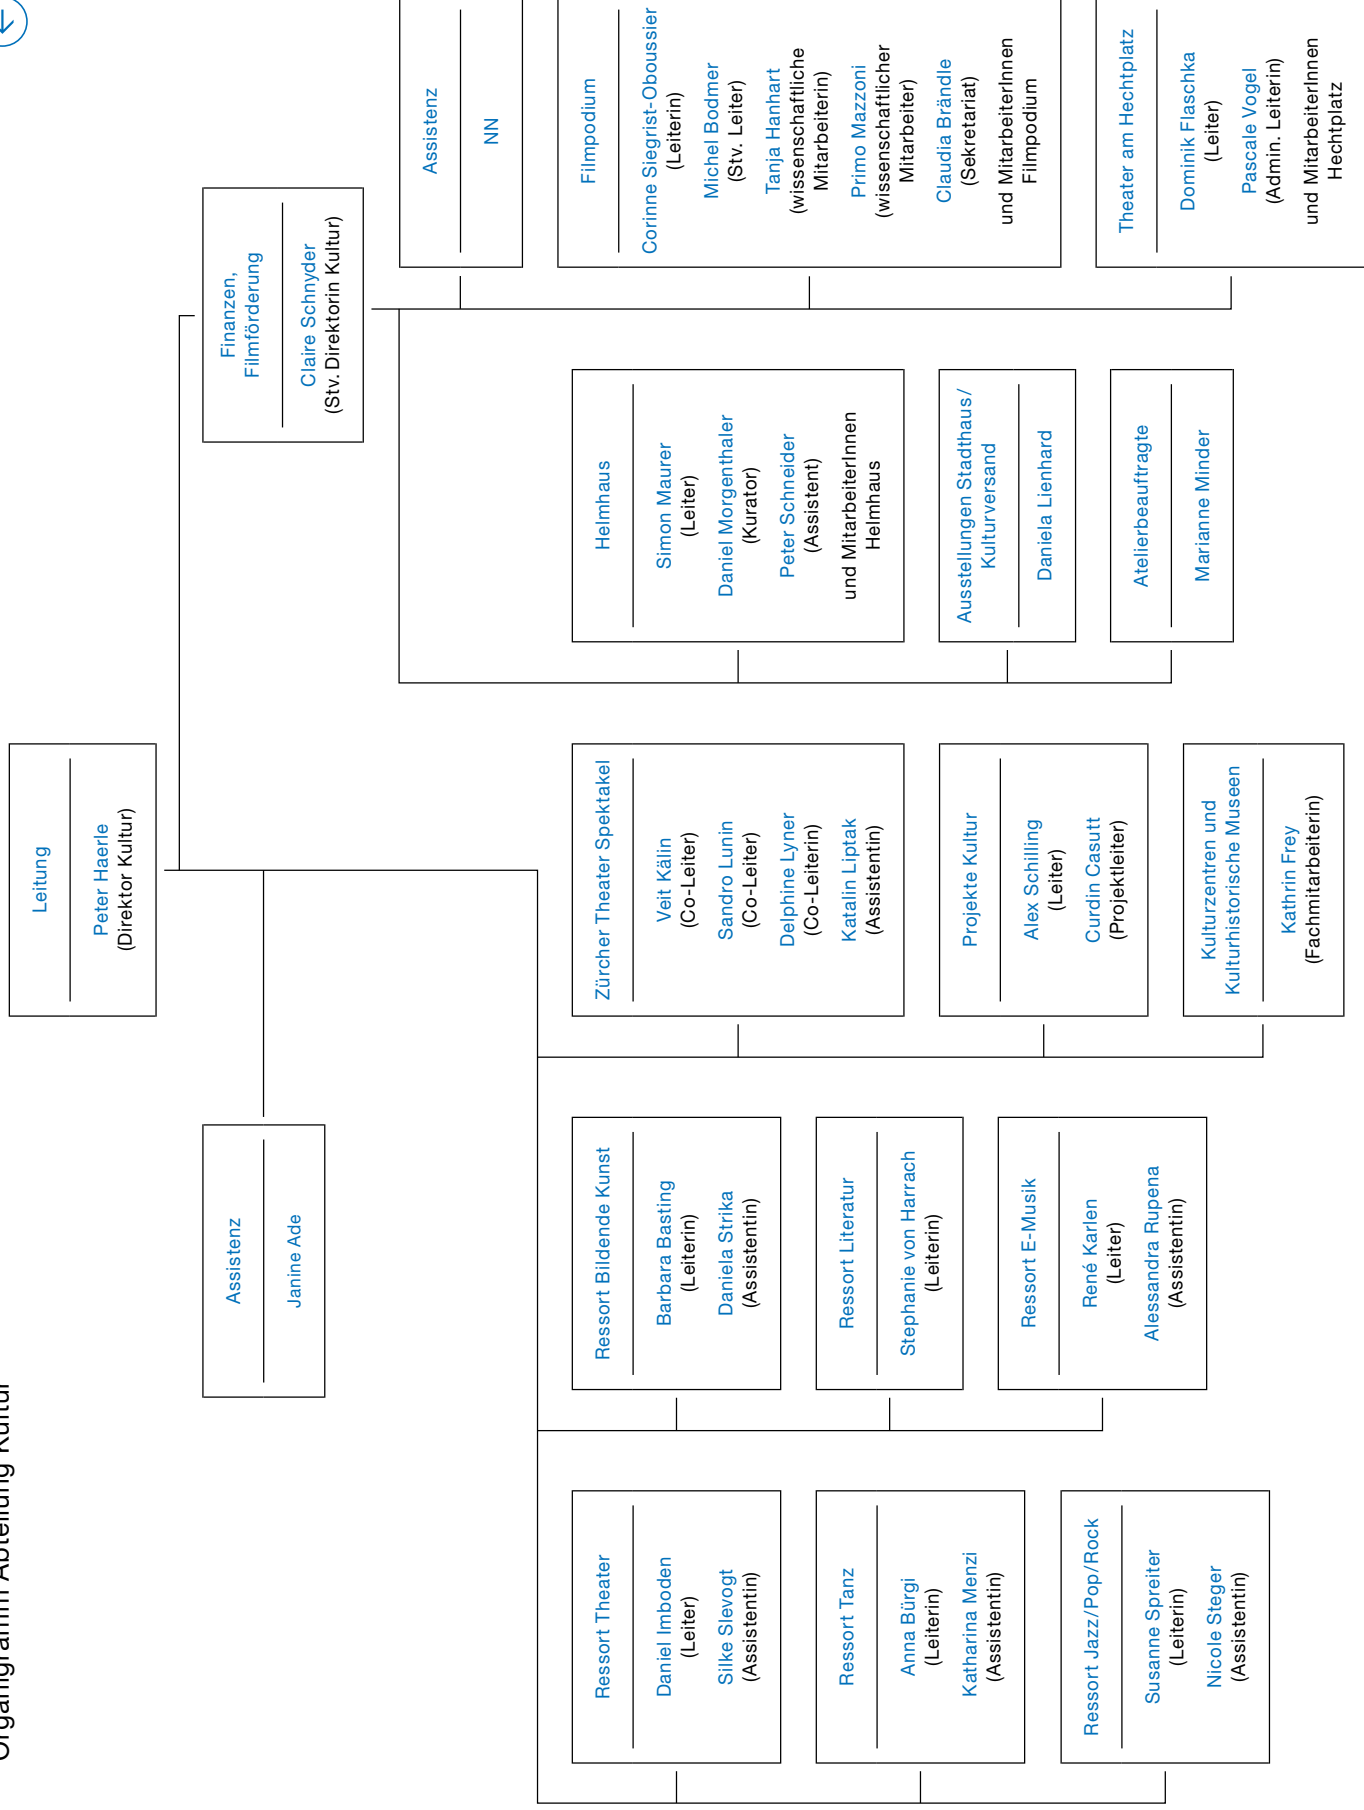 Organigramm Abteilung Kultur
Leitung
Peter Haerle
(Direktor Kultur)
Assistenz
Janine Ade
Finanzen,
Filmförderung
Claire Schnyder
(Stv. Direktorin Kultur)
Ressort Theater
Daniel Imboden
(Leiter)
Silke Slevogt
(Assistentin)
Ressort Tanz
Anna Bürgi
(Leiterin)
Katharina Menzi
(Assistentin)
Ressort Jazz/Pop/Rock
Susanne Spreiter
(Leiterin)
Nicole Steger
(Assistentin)
Ressort Bildende Kunst
Barbara Basting
(Leiterin)
Daniela Strika
(Assistentin)
Ressort Literatur
Stephanie von Harrach
(Leiterin)
Ressort E-Musik
René Karlen
(Leiter)
Alessandra Rupena
(Assistentin)
Zürcher Theater Spektakel
Veit Kälin
(Co-Leiter)
Sandro Lunin
(Co-Leiter)
Delphine Lyner
(Co-Leiterin)
Katalin Liptak
(Assistentin)
Projekte Kultur
Alex Schilling
(Leiter)
Curdin Casutt
(Projektleiter)
Kulturzentren und
Kulturhistorische Museen
Kathrin Frey
(Fachmitarbeiterin)
Helmhaus
Simon Maurer
(Leiter)
Daniel Morgenthaler
(Kurator)
Peter Schneider
(Assistent)
und MitarbeiterInnen
Helmhaus
Ausstellungen Stadthaus/
Kulturversand
Daniela Lienhard
Atelierbeauftragte
Marianne Minder
Assistenz
NN
Filmpodium
Corinne Siegrist-Oboussier
(Leiterin)
Michel Bodmer
(Stv. Leiter)
Tanja Hanhart
(wissenschaftliche
Mitarbeiterin)
Primo Mazzoni
(wissenschaftlicher
Mitarbeiter)
Claudia Brändle
(Sekretariat)
und MitarbeiterInnen
Filmpodium
Theater am Hechtplatz
Dominik Flaschka
(Leiter)
Pascale Vogel
(Admin. Leiterin)
und MitarbeiterInnen
Hechtplatz